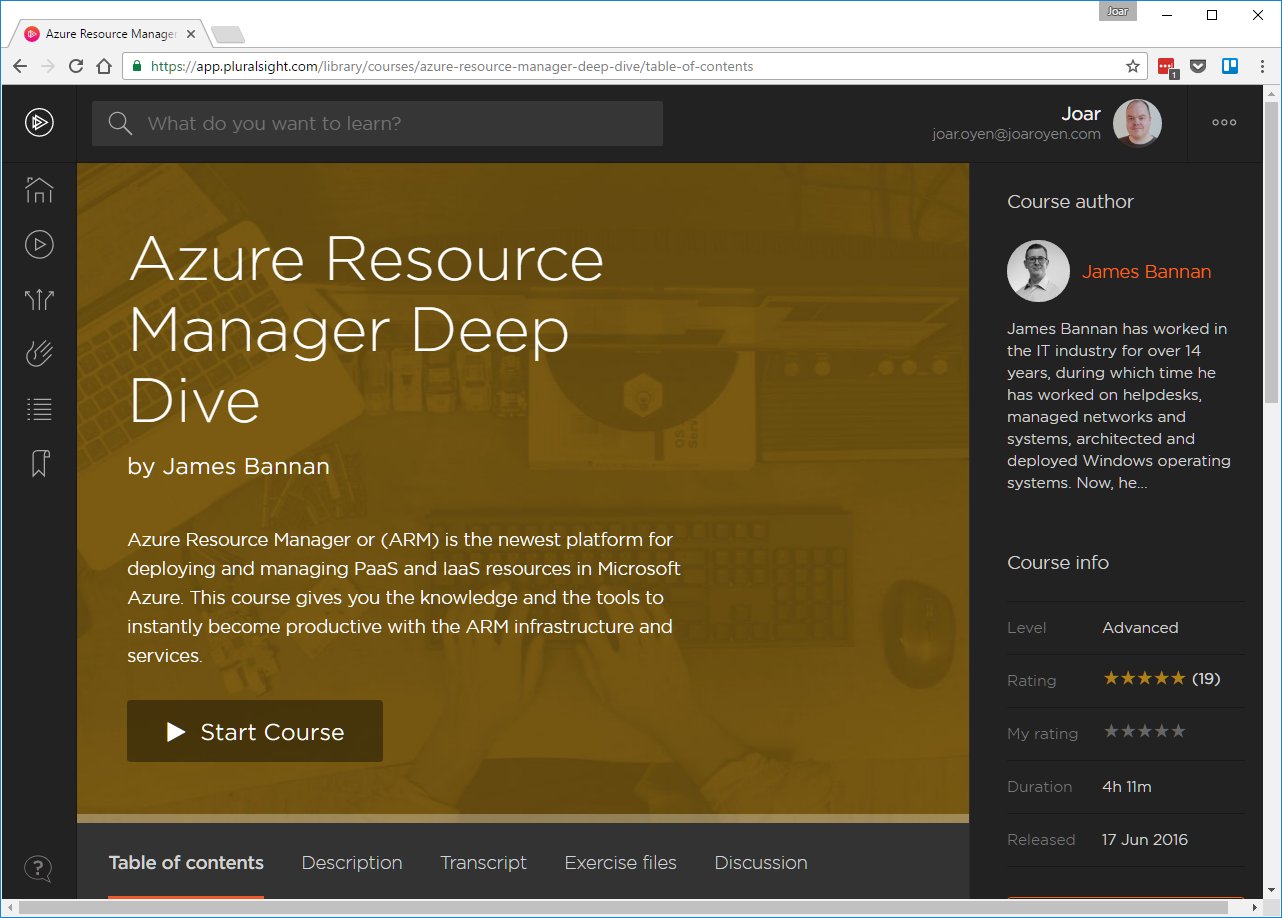 Joar
Azure Resource Manager
https://app.pluralsight.com/library/courses/azure-resource-manager-deep-dive/table-of-contents
1
What do you want to learn?
Joar
joar.oyen@joaroyen.com
Azure Resource
Manager Deep
Dive
by James Bannan
Azure Resource Manager or (ARM) is the newest platform for
deploying and managing PaaS and IaaS resources in Microsoft
Azure. This course gives you the knowledge and the tools to
instantly become productive with the ARM infrastructure and
services.
Start Course
Table of contents
Description
Transcript
Exercise files
Discussion
Course author
James Bannan
James Bannan has worked in
the IT industry for over 14
years, during which time he
has worked on helpdesks,
managed networks and
systems, architected and
deployed Windows operating
systems. Now, he...
Course info
Level Advanced
Rating ★★★★★ (19)
My rating ★★★★★
Duration 4h 11m
Released 17 Jun 2016
?